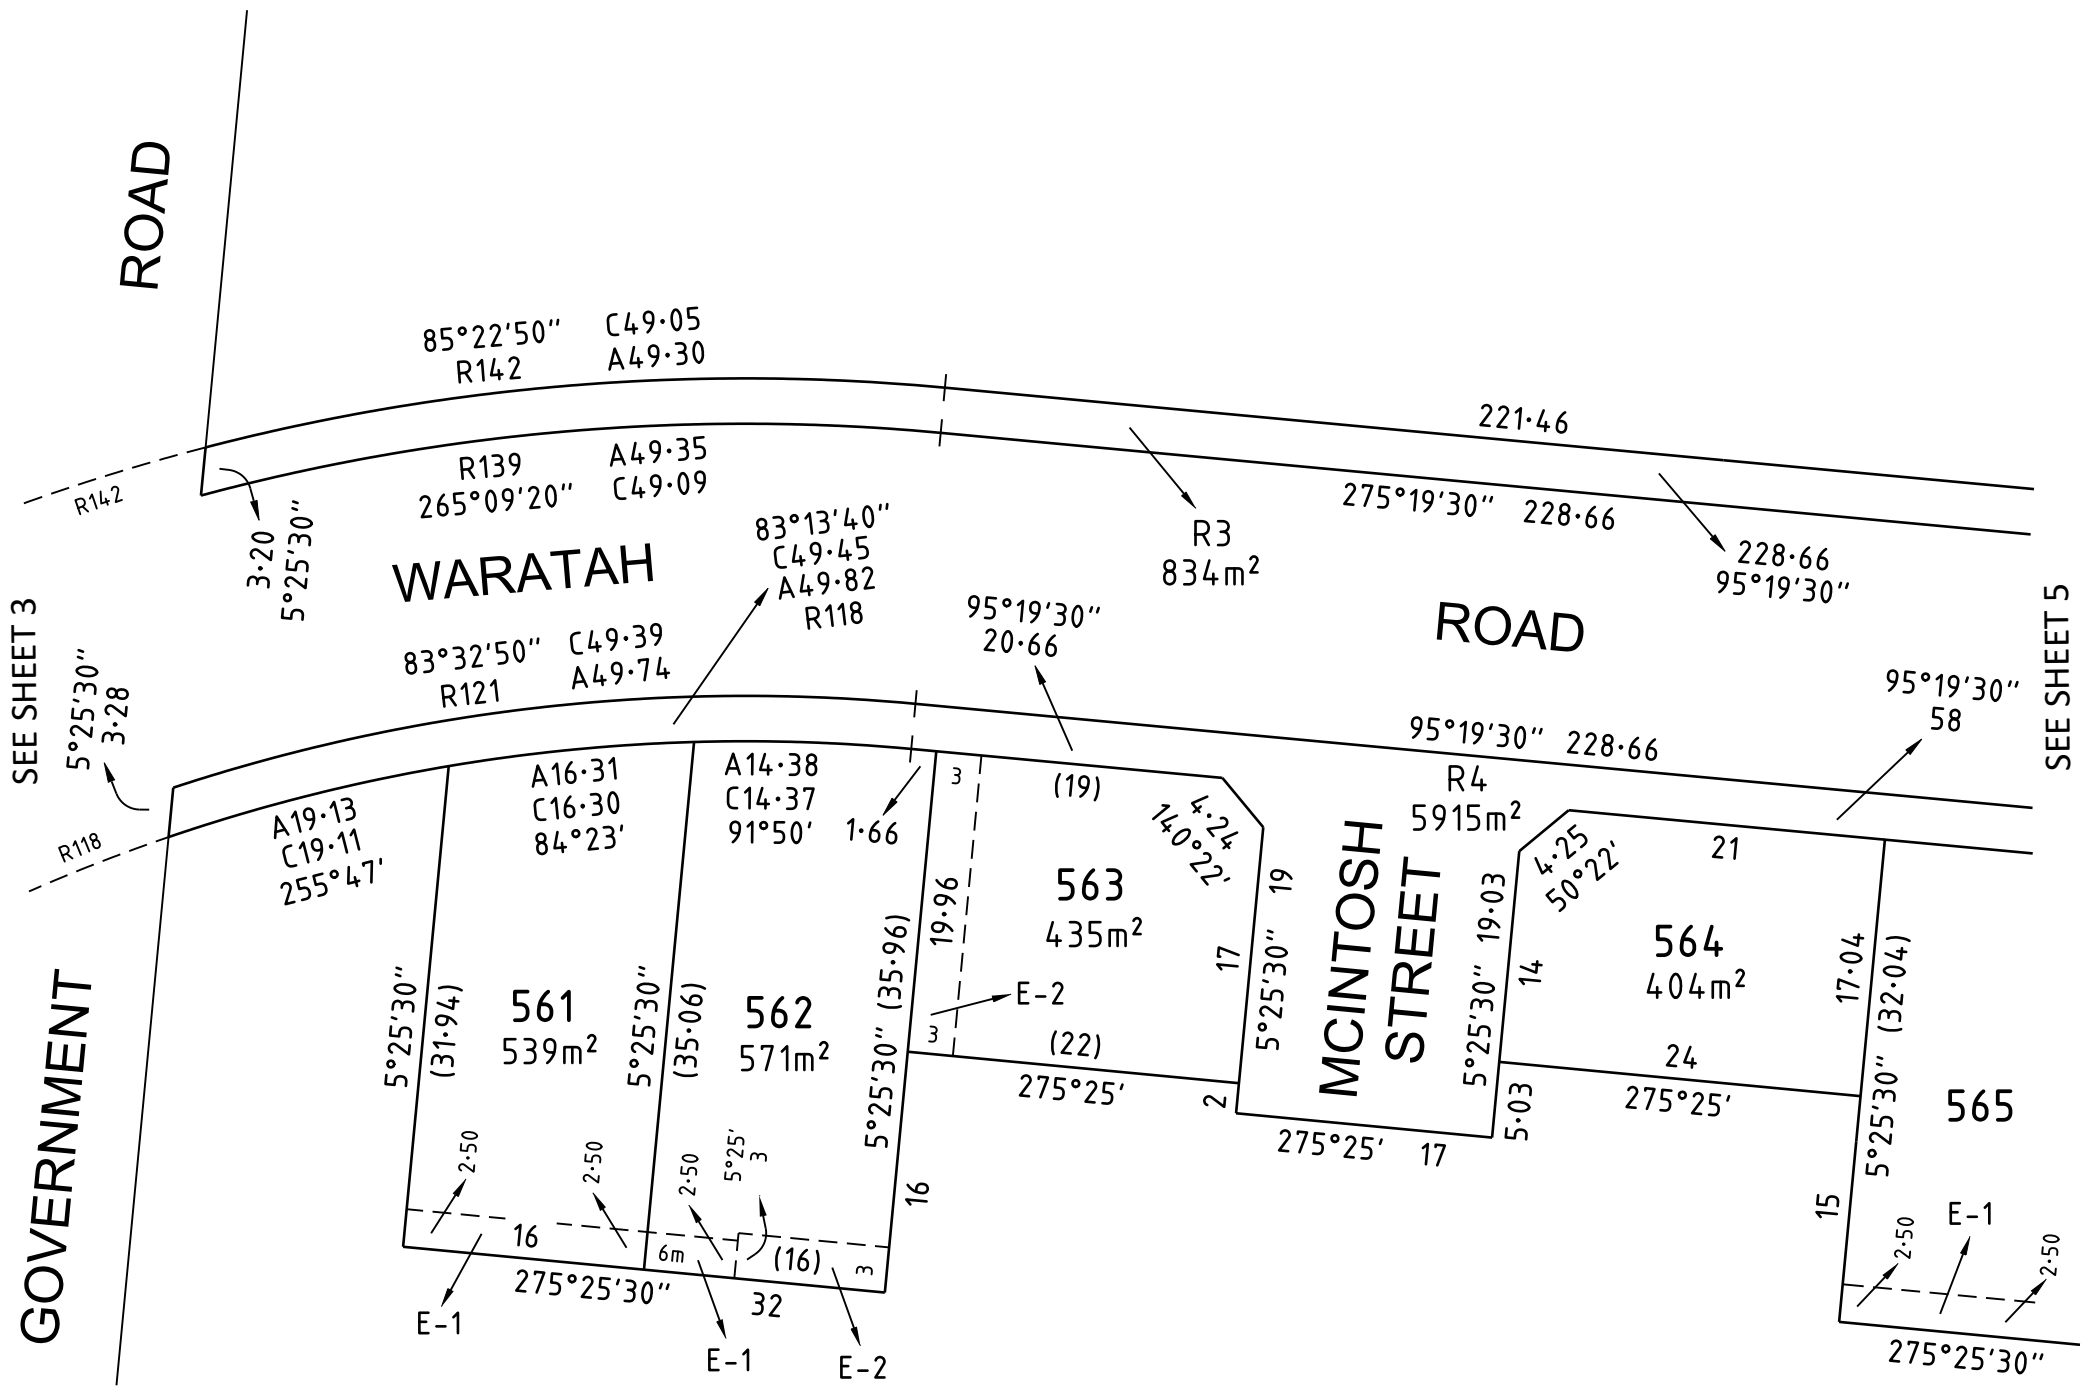 ROAD
85°22'50" C49·05
R142 A49·30
221·46
R142
R139 A49·35
265°09'20" C49·09
3·20
5°25'30"
275°19'30" 228·66
R3
834m²
228·66
95°19'30"
WARATAH
ROAD
83°13'40"
C49·45
A49·82
R118
95°19'30"
20·66
SEE SHEET 3
SEE SHEET 5
5°25'30"
3·28
83°32'50" C49·39
R121 A49·74
95°19'30"
58
95°19'30" 228·66
R4
5915m²
R118
A19·13
C19·11
255°47'
A16·31
C16·30
84°23'
A14·38
C14·37
91°50'
1·66
3
(19)
4·24
140°22'
4·25
50°22'
21
GOVERNMENT
5°25'30"
(31·94)
561
539m²
5°25'30"
(35·06)
562
571m²
5°25'30" (35·96)
19·96
563
435m²
E-2
3
(22)
275°25'
17
5°25'30" 19
2
MCINTOSH
STREET
5°25'30" 19·03
14
564
404m²
17·04
5°25'30" (32·04)
24
275°25'
5·03
275°25' 17
565
2·50
2·50
2·50
5°25'
3
16
16
6m
(16)
3
275°25'30"
32
E-1
E-1
E-2
15
E-1
2·50
2·50
275°25'30"